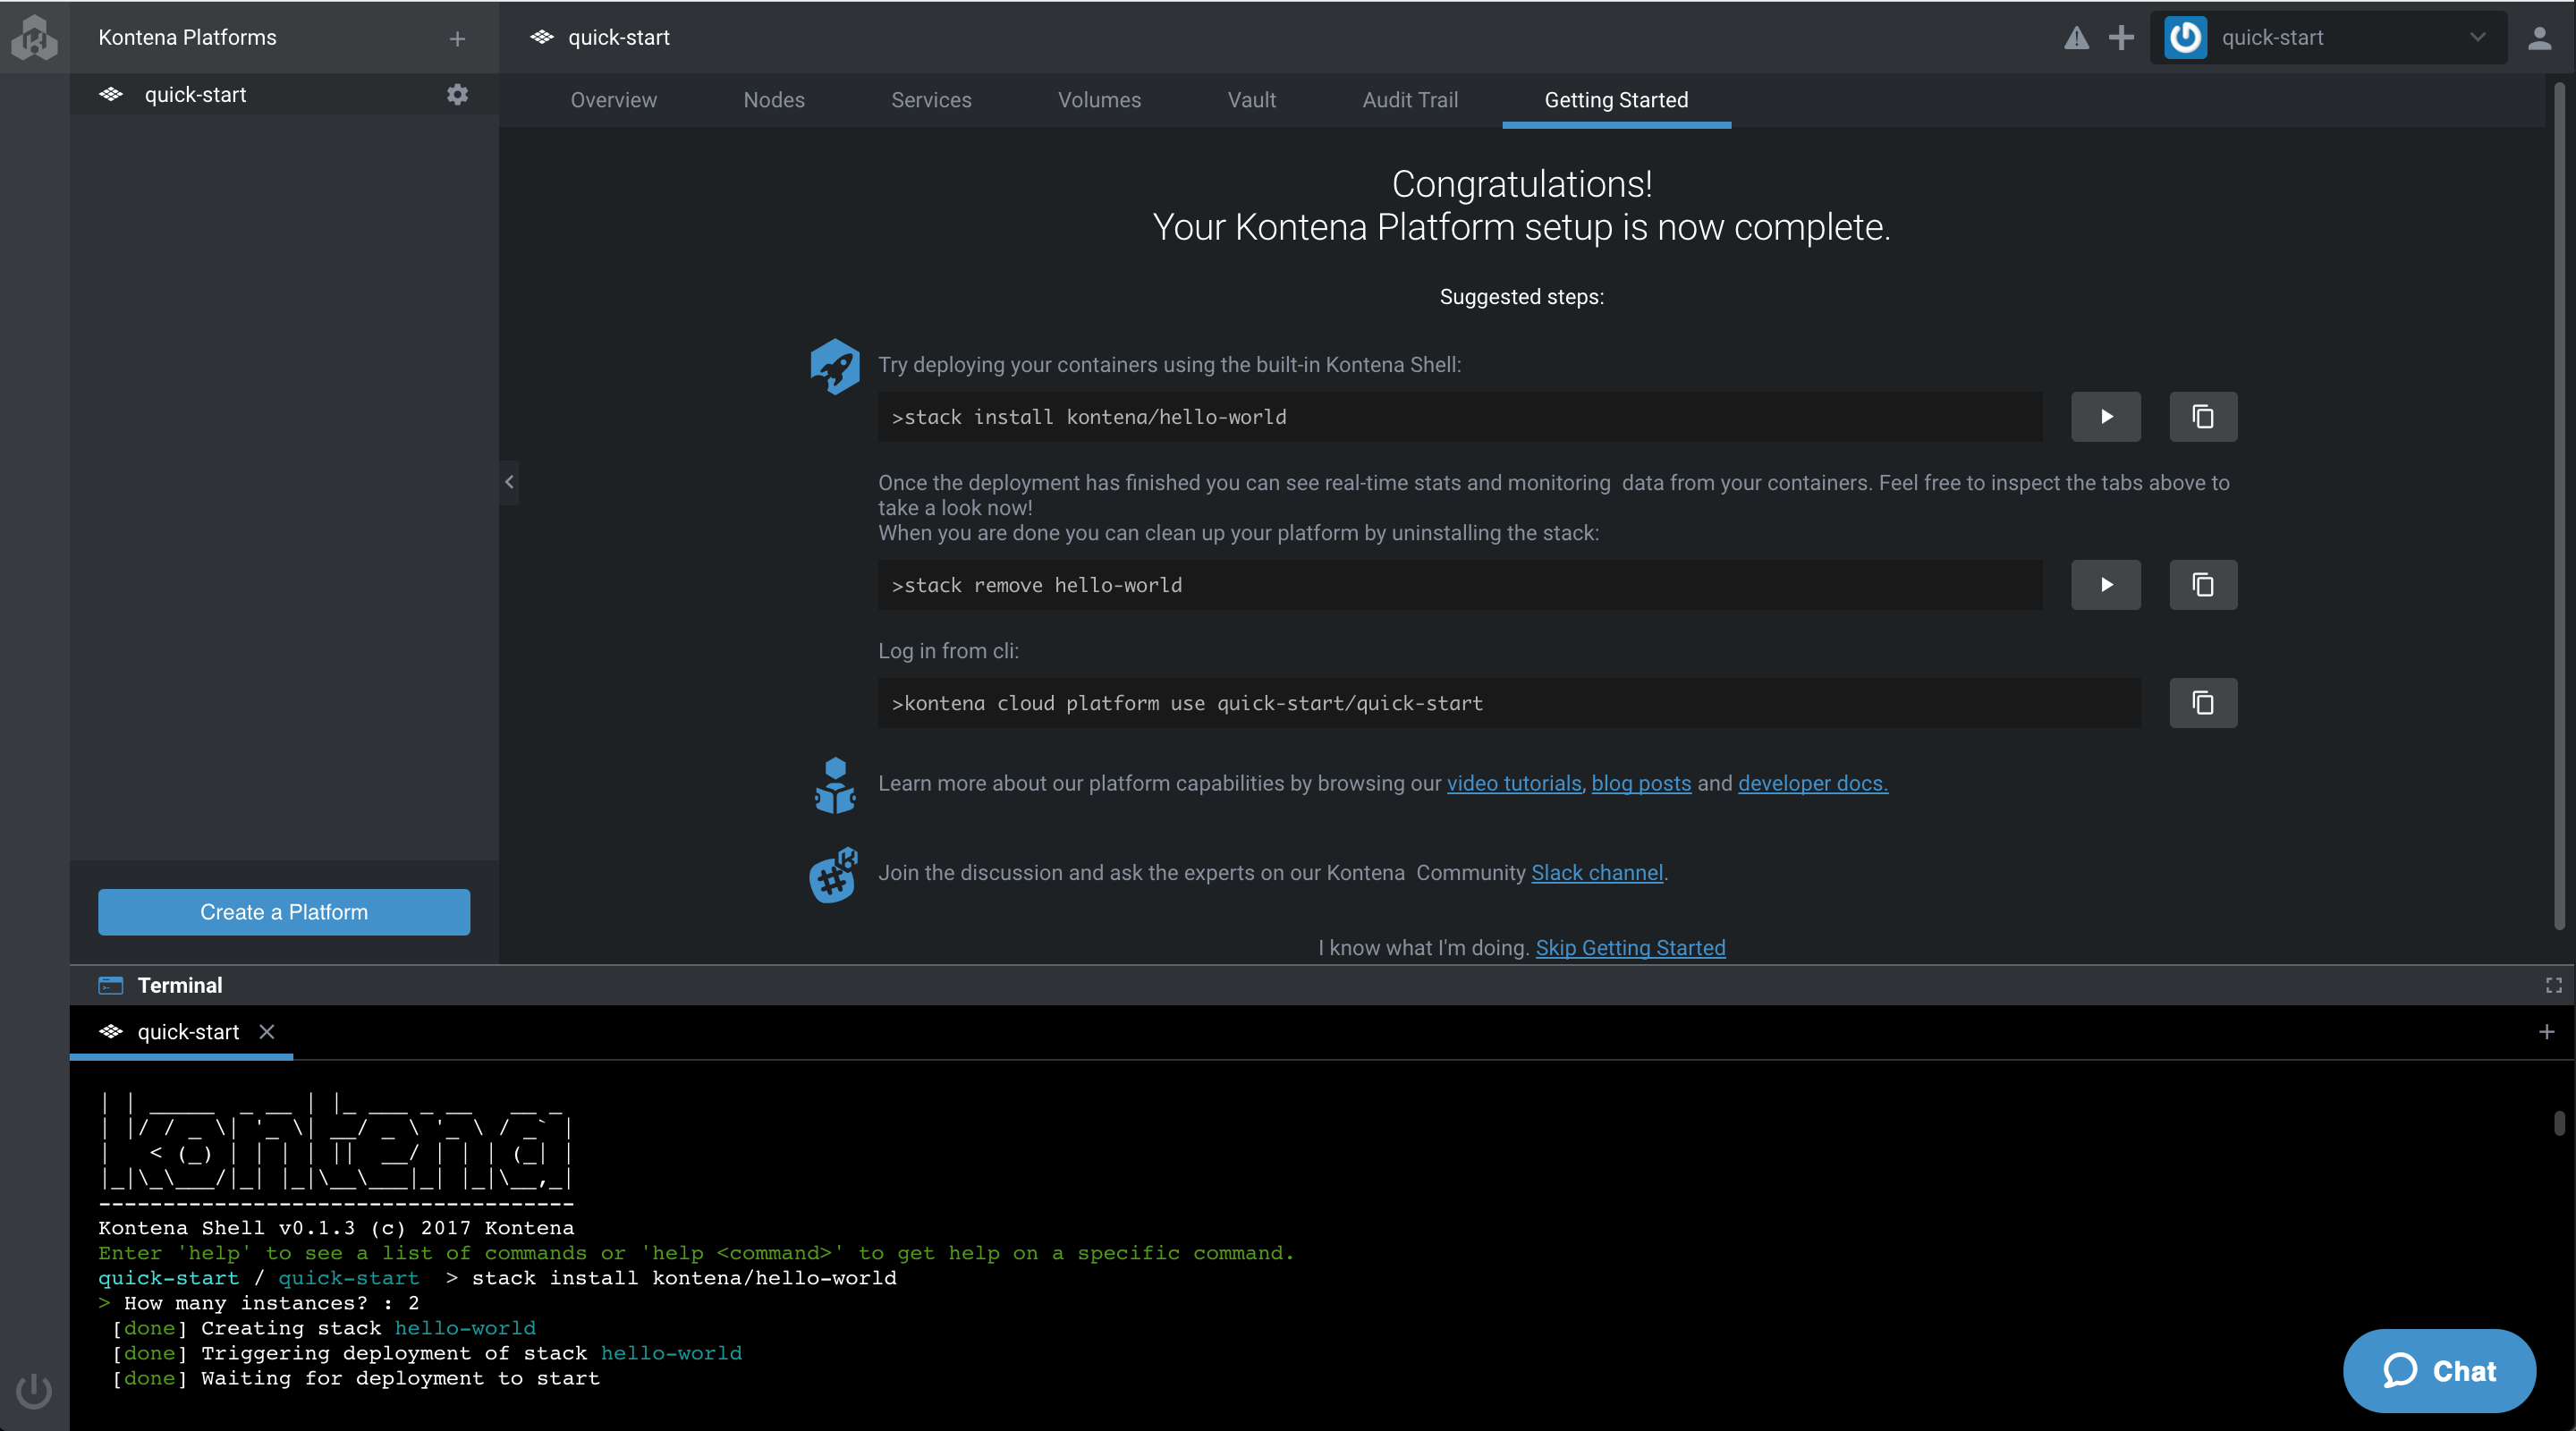 Kontena Platforms
quick-start
quick-start
quick-start
Overview Nodes Services Volumes Vault Audit Trail Getting Started
Congratulations!
Your Kontena Platform setup is now complete.
Suggested steps:
Try deploying your containers using the built-in Kontena Shell:
>stack install kontena/hello-world
Once the deployment has finished you can see real-time stats and monitoring  data from your containers. Feel free to inspect the tabs above to
take a look now!
When you are done you can clean up your platform by uninstalling the stack:
>stack remove hello-world
Log in from cli:
>kontena cloud platform use quick-start/quick-start
Learn more about our platform capabilities by browsing our video tutorials, blog posts and developer docs.
Join the discussion and ask the experts on our Kontena  Community Slack channel.
I know what I'm doing. Skip Getting Started
Create a Platform
Terminal
quick-start
kontena
-------------------------------------
Kontena Shell v0.1.3 (c) 2017 Kontena
Enter 'help' to see a list of commands or 'help <command>' to get help on a specific command.
quick-start / quick-start  > stack install kontena/hello-world
> How many instances? : 2
[done] Creating stack hello-world
[done] Triggering deployment of stack hello-world
[done] Waiting for deployment to start
Chat